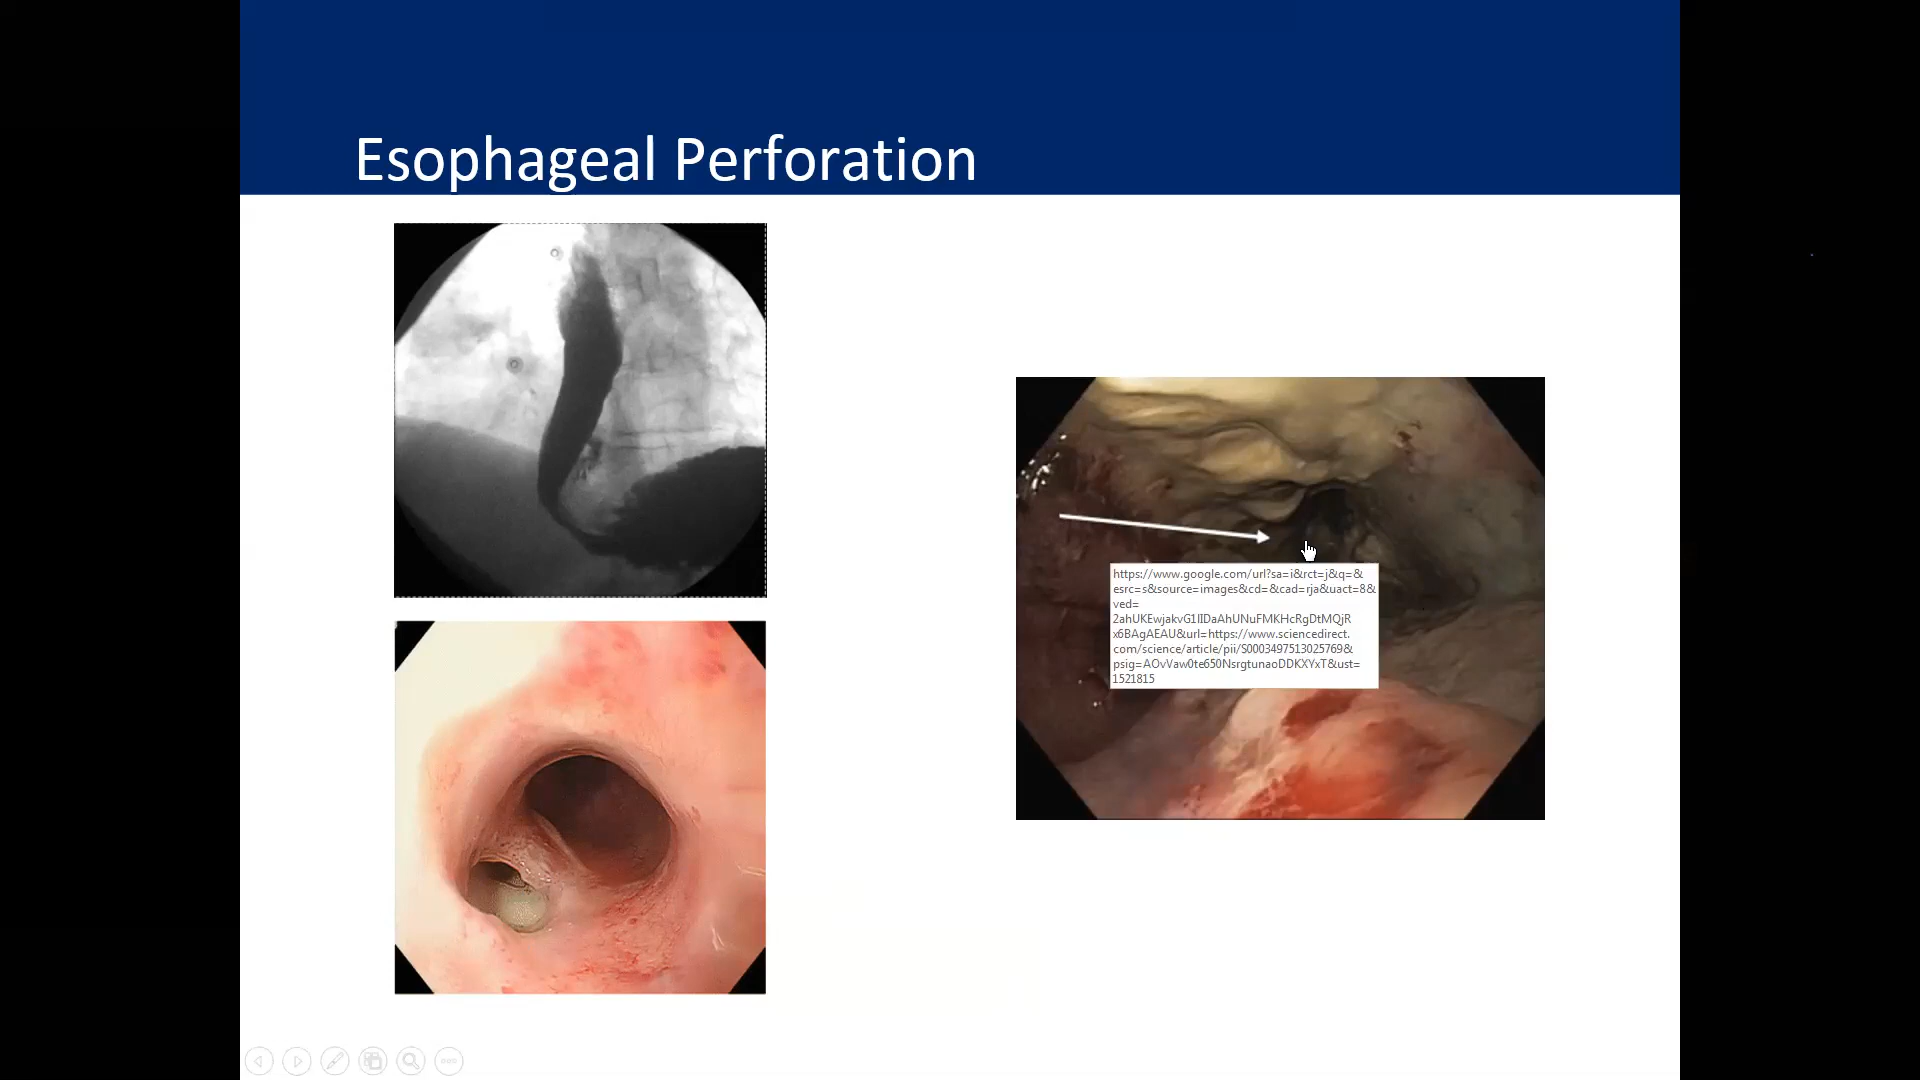 Esophageal Perforation
https://www.google.com/url?sa=i&rct=j&q=&
esrc=s&source=images&cd=&cad=rja&uact=8&
ved=
2ahUKEwjakvG1lIDaAhUNuFMKHcRgDtMQjR
x6BAgAEAU&url=https://www.sciencedirect.
com/science/article/pii/S0003497513025769&
psig=AOvVaw0te650NsrgtunaoDDKXYxT&ust=
1521815